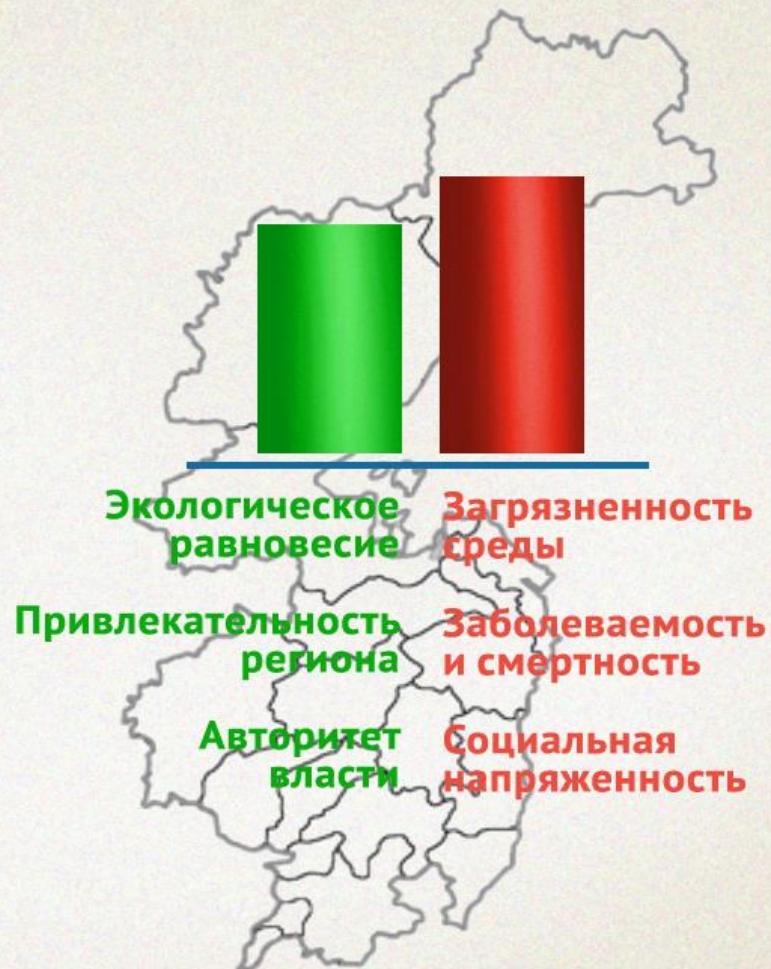 Экологическое
равновесие
Привлекательность
региона
Авторитет
власти
Загрязненность
среды
Заболеваемость
и смертность
Социальная
напряженность